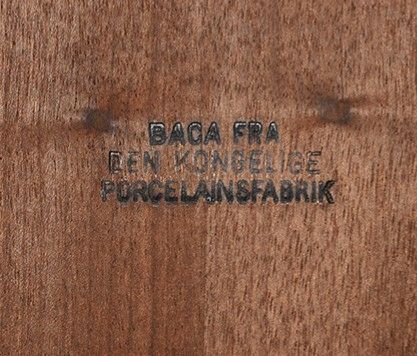 BACA FRA
DEN KONGELIGE
PORCELAINSFABRIK